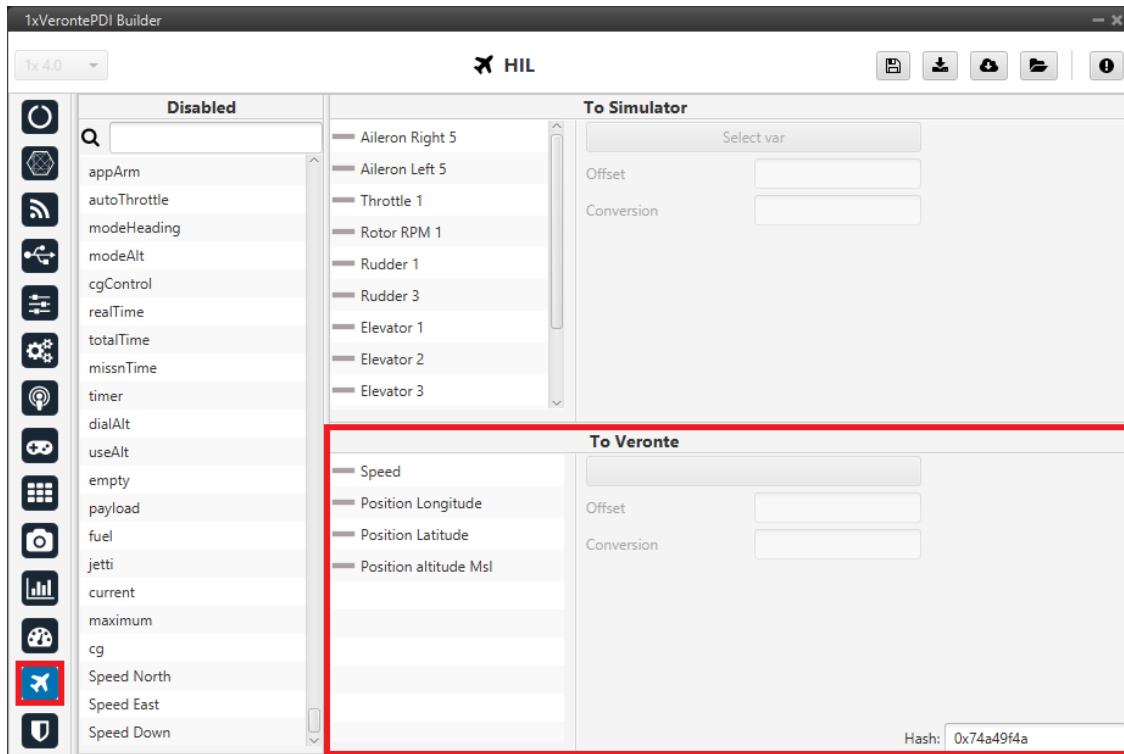 1xVerontePDI Builder
1x 4.0
HIL
Disabled
appArm
autoThrottle
modeHeading
modeAlt
cgControl
realTime
totalTime
missnTime
timer
dialAlt
useAlt
empty
payload
fuel
jetti
current
maximum
cg
Speed North
Speed East
Speed Down
To Simulator
Aileron Right 5
Aileron Left 5
Throttle 1
Rotor RPM 1
Rudder 1
Rudder 3
Elevator 1
Elevator 2
Elevator 3
Select var
Offset
Conversion
To Veronte
Speed
Position Longitude
Position Latitude
Position altitude Msl
Offset
Conversion
Hash: 0x74a49f4a